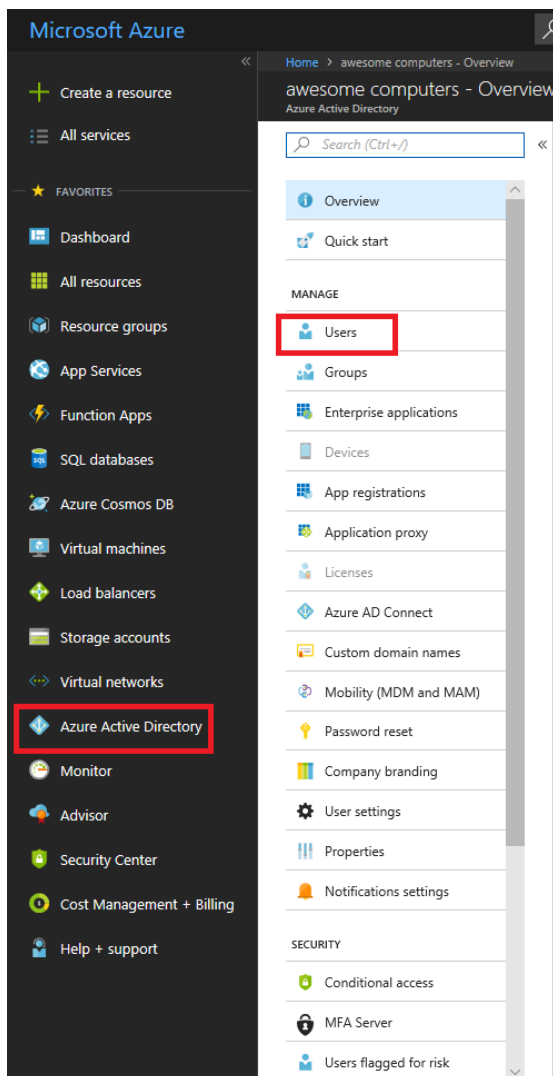 Microsoft Azure
Create a resource
All services
FAVORITES
Dashboard
All resources
Resource groups
App Services
Function Apps
SQL databases
Azure Cosmos DB
Virtual machines
Load balancers
Storage accounts
Virtual networks
Azure Active Directory
Monitor
Advisor
Security Center
Cost Management + Billing
Help + support
Home > awesome computers - Overview
awesome computers - Overview
Azure Active Directory
Search (Ctrl+/)
Overview
Quick start
MANAGE
Users
Groups
Enterprise applications
Devices
App registrations
Application proxy
Licenses
Azure AD Connect
Custom domain names
Mobility (MDM and MAM)
Password reset
Company branding
User settings
Properties
Notifications settings
SECURITY
Conditional access
MFA Server
Users flagged for risk